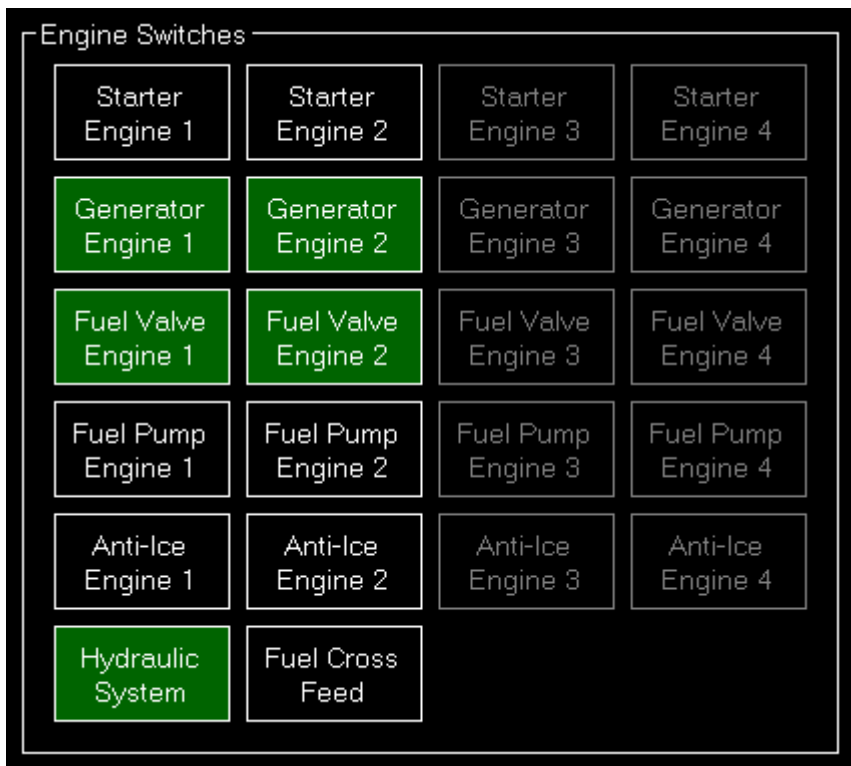 Engine Switches
Starter
Engine 1
Starter
Engine 2
Starter
Engine 3
Starter
Engine 4
Generator
Engine 1
Generator
Engine 2
Generator
Engine 3
Generator
Engine 4
Fuel Valve
Engine 1
Fuel Valve
Engine 2
Fuel Valve
Engine 3
Fuel Valve
Engine 4
Fuel Pump
Engine 1
Fuel Pump
Engine 2
Fuel Pump
Engine 3
Fuel Pump
Engine 4
Anti-Ice
Engine 1
Anti-Ice
Engine 2
Anti-Ice
Engine 3
Anti-Ice
Engine 4
Hydraulic
System
Fuel Cross
Feed